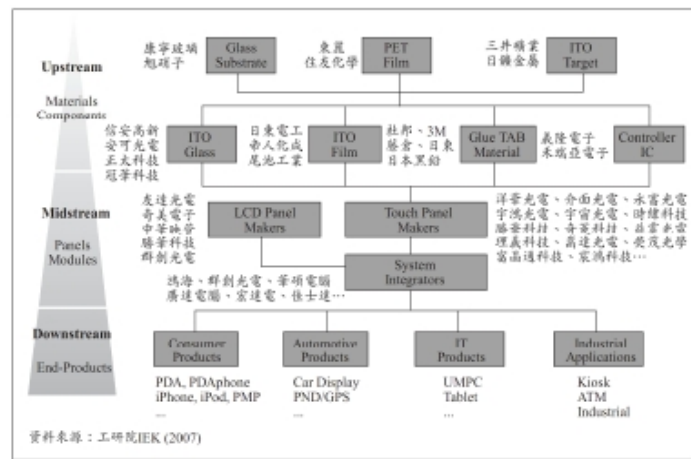 Upstream
Materials
Components
康寧玻璃
旭硝子
Glass
Substrate
東麗
住友化學
PET
Film
三井礦業
日鑛金屬
ITO
Target
信安高新
安可光電
正太科技
冠華科技
ITO
Glass
日東電工
帝人化成
尾池工業
ITO
Film
杜邦、3M
藤倉、日東
日本黑鉛
Glue TAB
Material
義隆電子
禾瑞亞電子
Controller
IC
Midstream
Panels
Modules
友達光電
奇美電子
中華映管
勝華科技
群創光電
LCD Panel
Makers
Touch Panel
Makers
洋華光電、介面光電、永富光電
宇鴻光電、宇宙光電、時緯科技
勝華科技、奇菱科技、
理義科技、嵩達光電、榮茂光學
富晶通科技、宸鴻科技…
System
Integrators
鴻海、群創光電、華碩電腦
廣達電腦、宏達電、佳士達…
Downstream
End-Products
Consumer
Products
Automotive
Products
IT
Products
Industrial
Applications
PDA, PDAphone
iPhone, iPod, PMP
...
Car Display
PND/GPS
...
UMPC
Tablet
...
Kiosk
ATM
Industrial
資料來源：工研院IEK (2007)